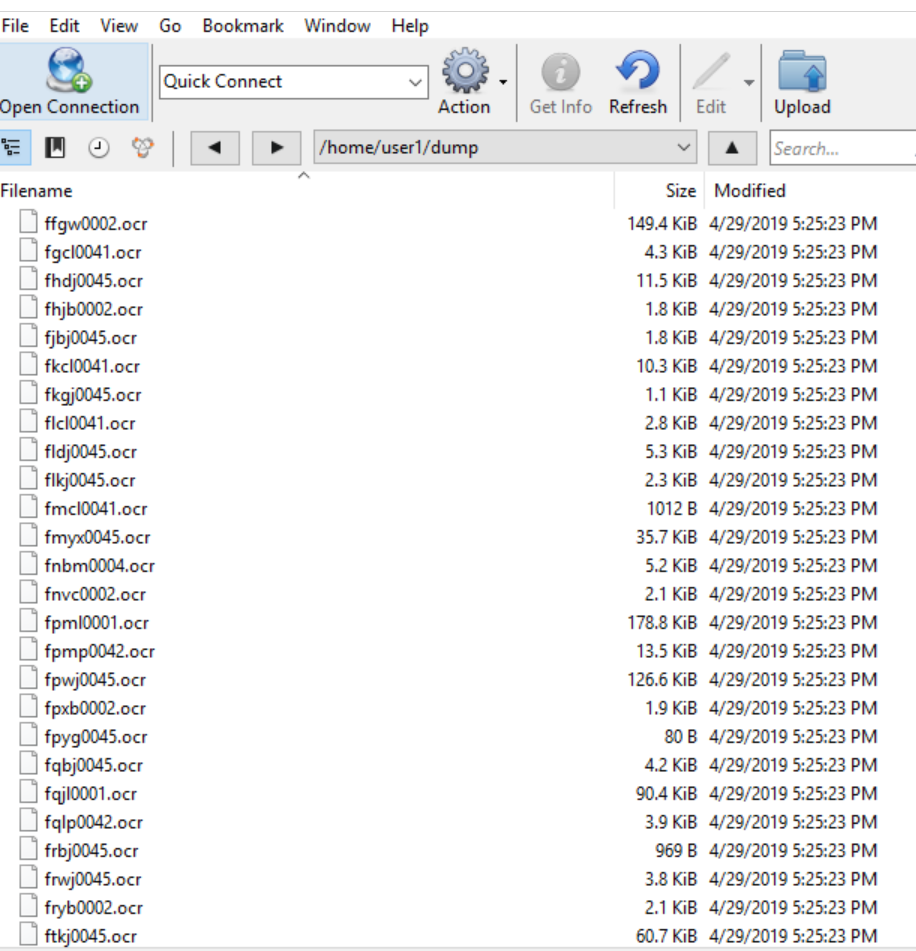 File Edit View Go Bookmark Window Help
Open Connection Quick Connect Action Get Info Refresh Edit Upload
/home/user1/dump Search...
Filename Size Modified
ffgw0002.ocr 149.4 KiB 4/29/2019 5:25:23 PM
fgcl0041.ocr 4.3 KiB 4/29/2019 5:25:23 PM
fhdj0045.ocr 11.5 KiB 4/29/2019 5:25:23 PM
fhjb0002.ocr 1.8 KiB 4/29/2019 5:25:23 PM
fjbj0045.ocr 1.8 KiB 4/29/2019 5:25:23 PM
fkcl0041.ocr 10.3 KiB 4/29/2019 5:25:23 PM
fkgj0045.ocr 1.1 KiB 4/29/2019 5:25:23 PM
flcl0041.ocr 2.8 KiB 4/29/2019 5:25:23 PM
fldj0045.ocr 5.3 KiB 4/29/2019 5:25:23 PM
flkj0045.ocr 2.3 KiB 4/29/2019 5:25:23 PM
fmcl0041.ocr 1012 B 4/29/2019 5:25:23 PM
fmyx0045.ocr 35.7 KiB 4/29/2019 5:25:23 PM
fnbm0004.ocr 5.2 KiB 4/29/2019 5:25:23 PM
fnvc0002.ocr 2.1 KiB 4/29/2019 5:25:23 PM
fpml0001.ocr 178.8 KiB 4/29/2019 5:25:23 PM
fpmp0042.ocr 13.5 KiB 4/29/2019 5:25:23 PM
fpwj0045.ocr 126.6 KiB 4/29/2019 5:25:23 PM
fpxb0002.ocr 1.9 KiB 4/29/2019 5:25:23 PM
fpyg0045.ocr 80 B 4/29/2019 5:25:23 PM
fqbj0045.ocr 4.2 KiB 4/29/2019 5:25:23 PM
fqjl0001.ocr 90.4 KiB 4/29/2019 5:25:23 PM
fqlp0042.ocr 3.9 KiB 4/29/2019 5:25:23 PM
frbj0045.ocr 969 B 4/29/2019 5:25:23 PM
frwj0045.ocr 3.8 KiB 4/29/2019 5:25:23 PM
fryb0002.ocr 2.1 KiB 4/29/2019 5:25:23 PM
ftkj0045.ocr 60.7 KiB 4/29/2019 5:25:23 PM